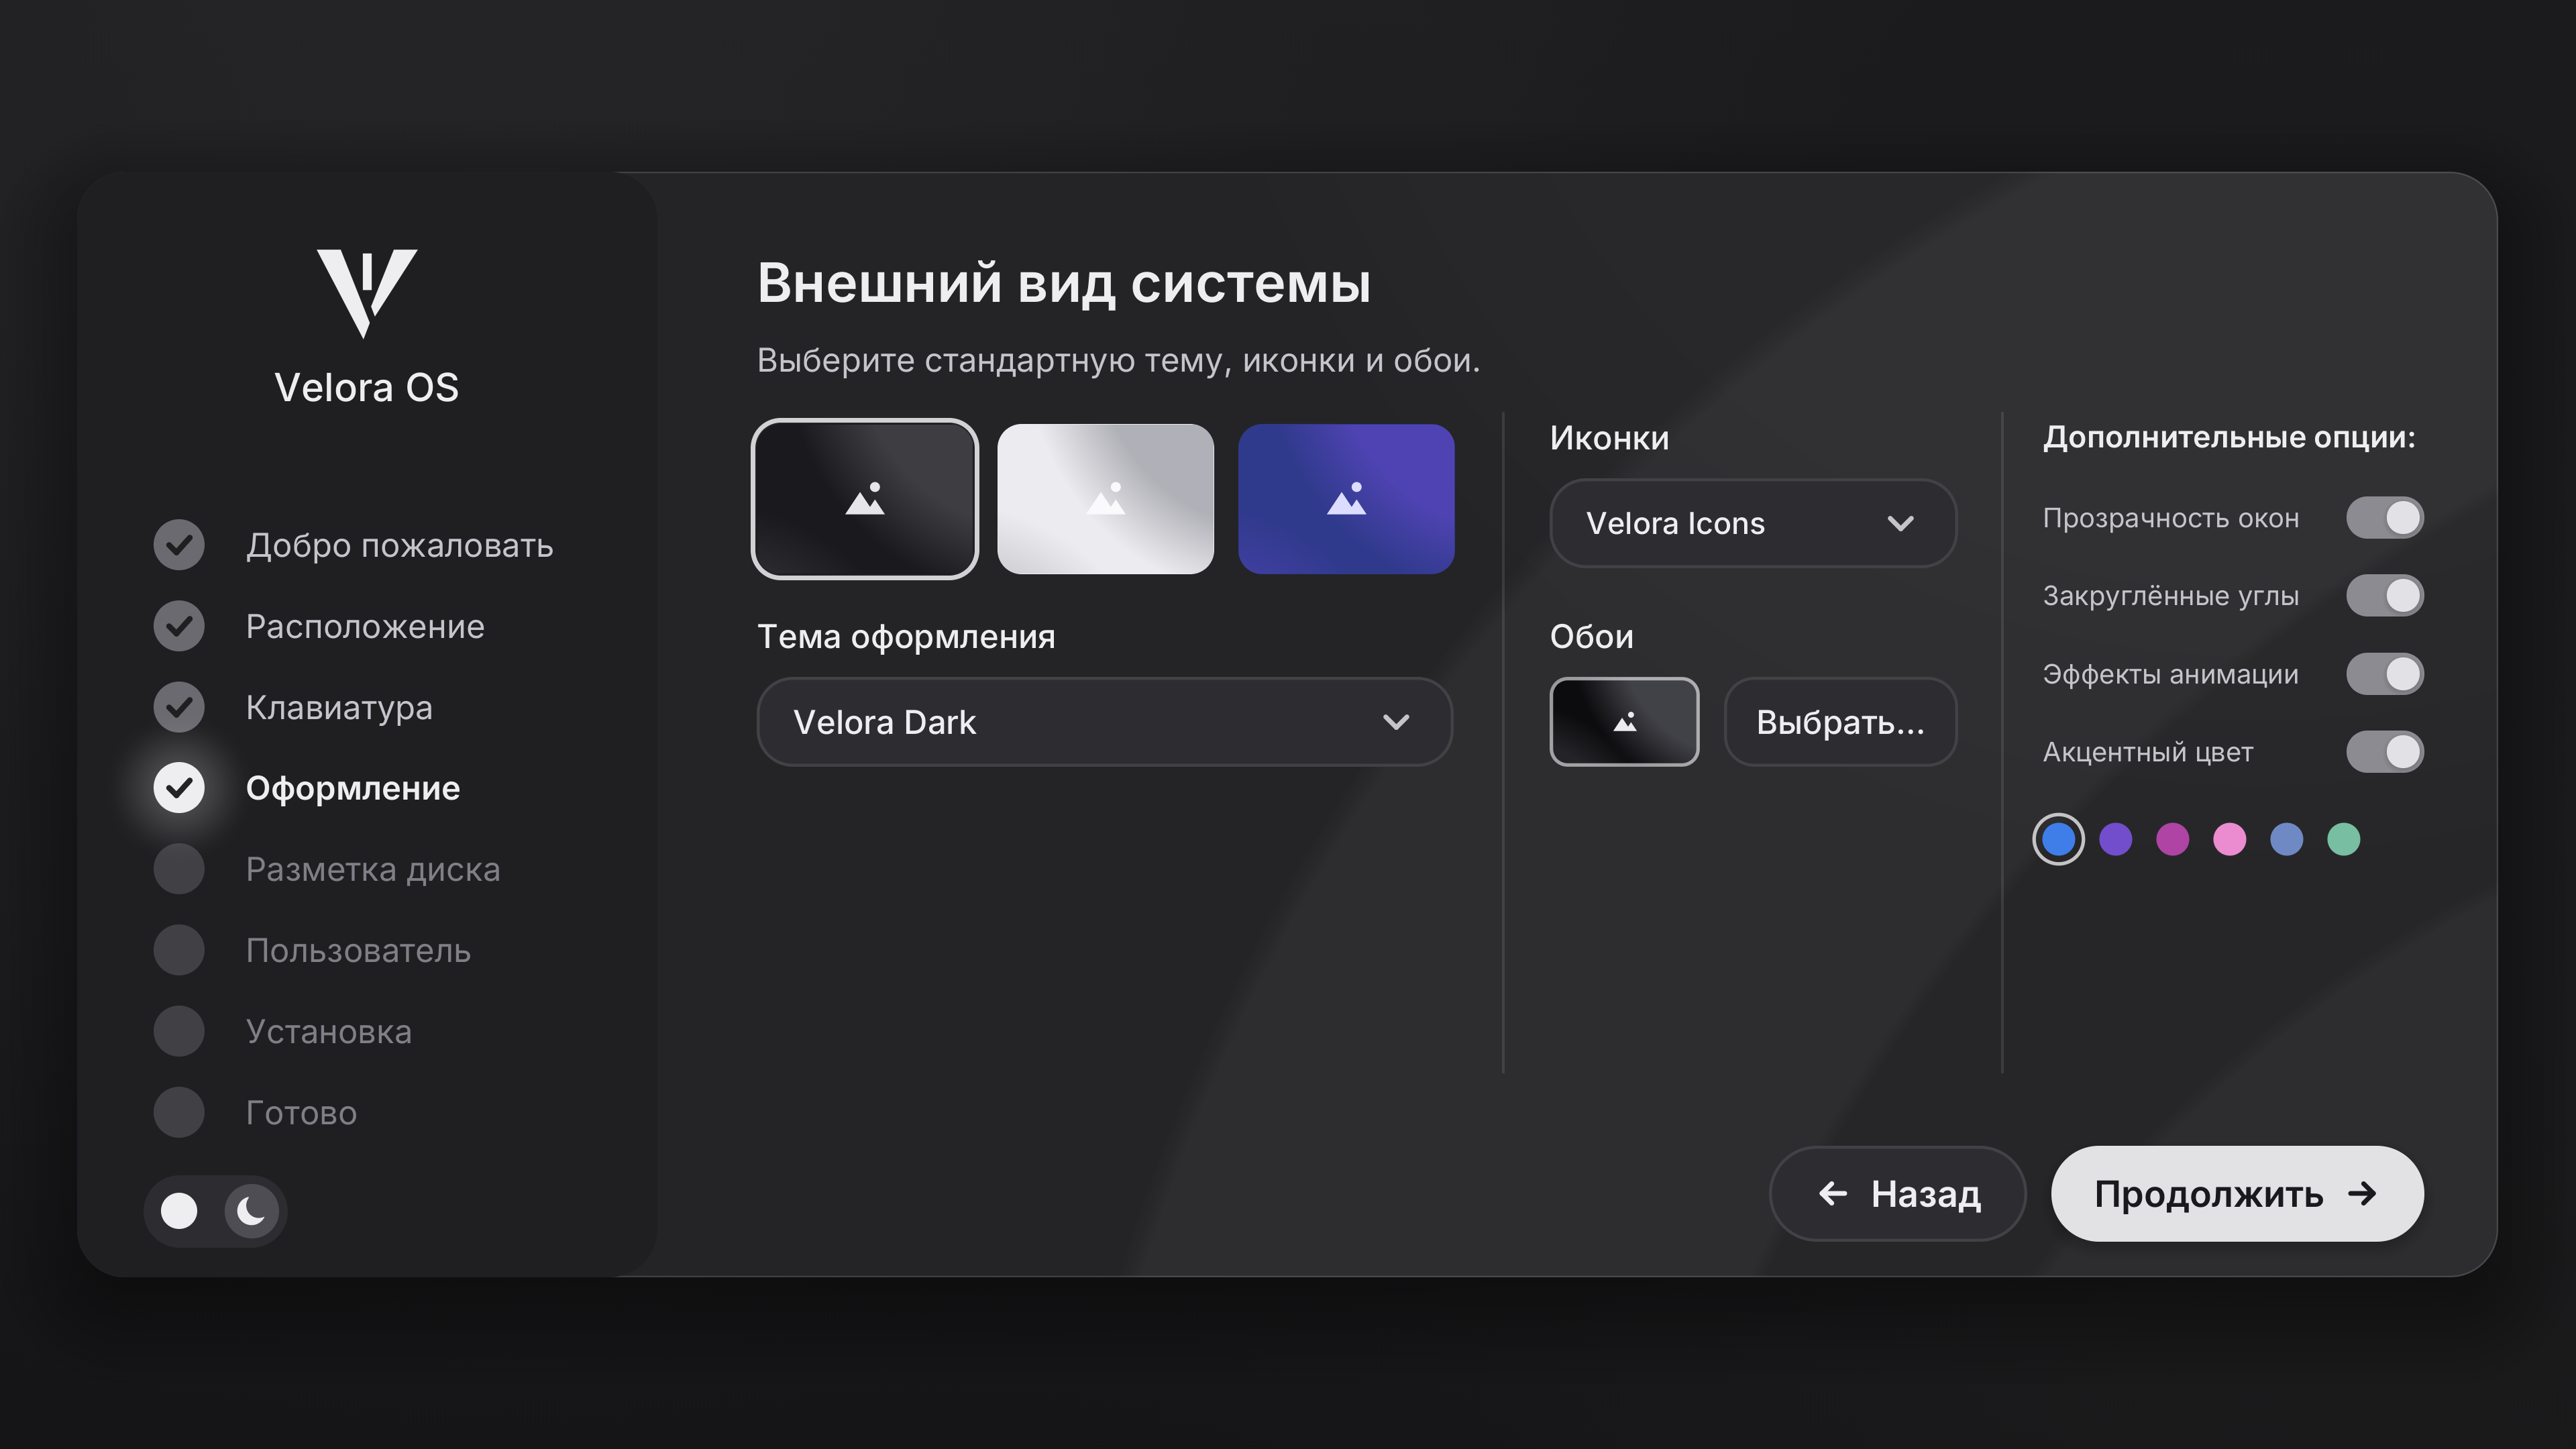 Velora OS
Добро пожаловать
Расположение
Клавиатура
Оформление
Разметка диска
Пользователь
Установка
Готово
Внешний вид системы
Выберите стандартную тему, иконки и обои.
Тема оформления
Velora Dark
Иконки
Velora Icons
Обои
Выбрать...
Дополнительные опции:
Прозрачность окон
Закруглённые углы
Эффекты анимации
Акцентный цвет
Назад
Продолжить